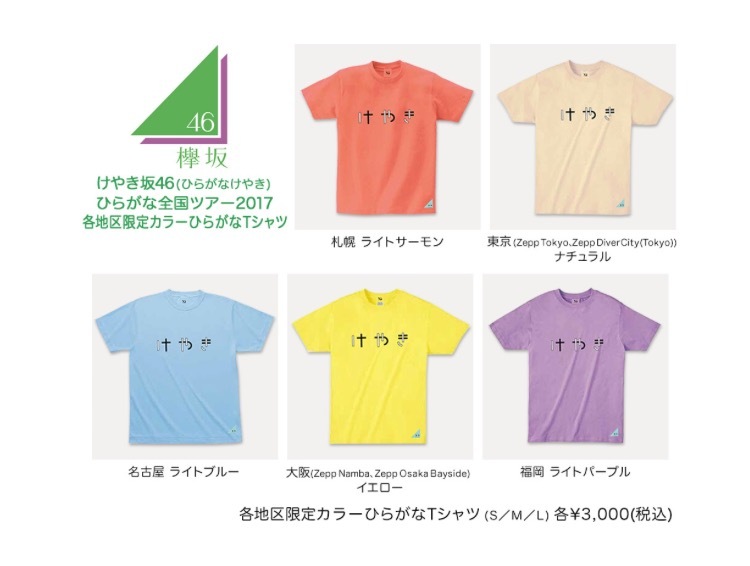 46
欅坂
けやき坂46(ひらがなけやき)
ひらがな全国ツアー2017
各地区限定カラーひらがなTシャツ
けやき
札幌 ライトサーモン
けやき
東京(Zepp Tokyo、Zepp DiverCity(Tokyo))
ナチュラル
けやき
名古屋 ライトブルー
けやき
大阪(Zepp Namba、Zepp Osaka Bayside)
イエロー
けやき
福岡 ライトパープル
各地区限定カラーひらがなTシャツ (S/M/L) 各¥3,000(税込)